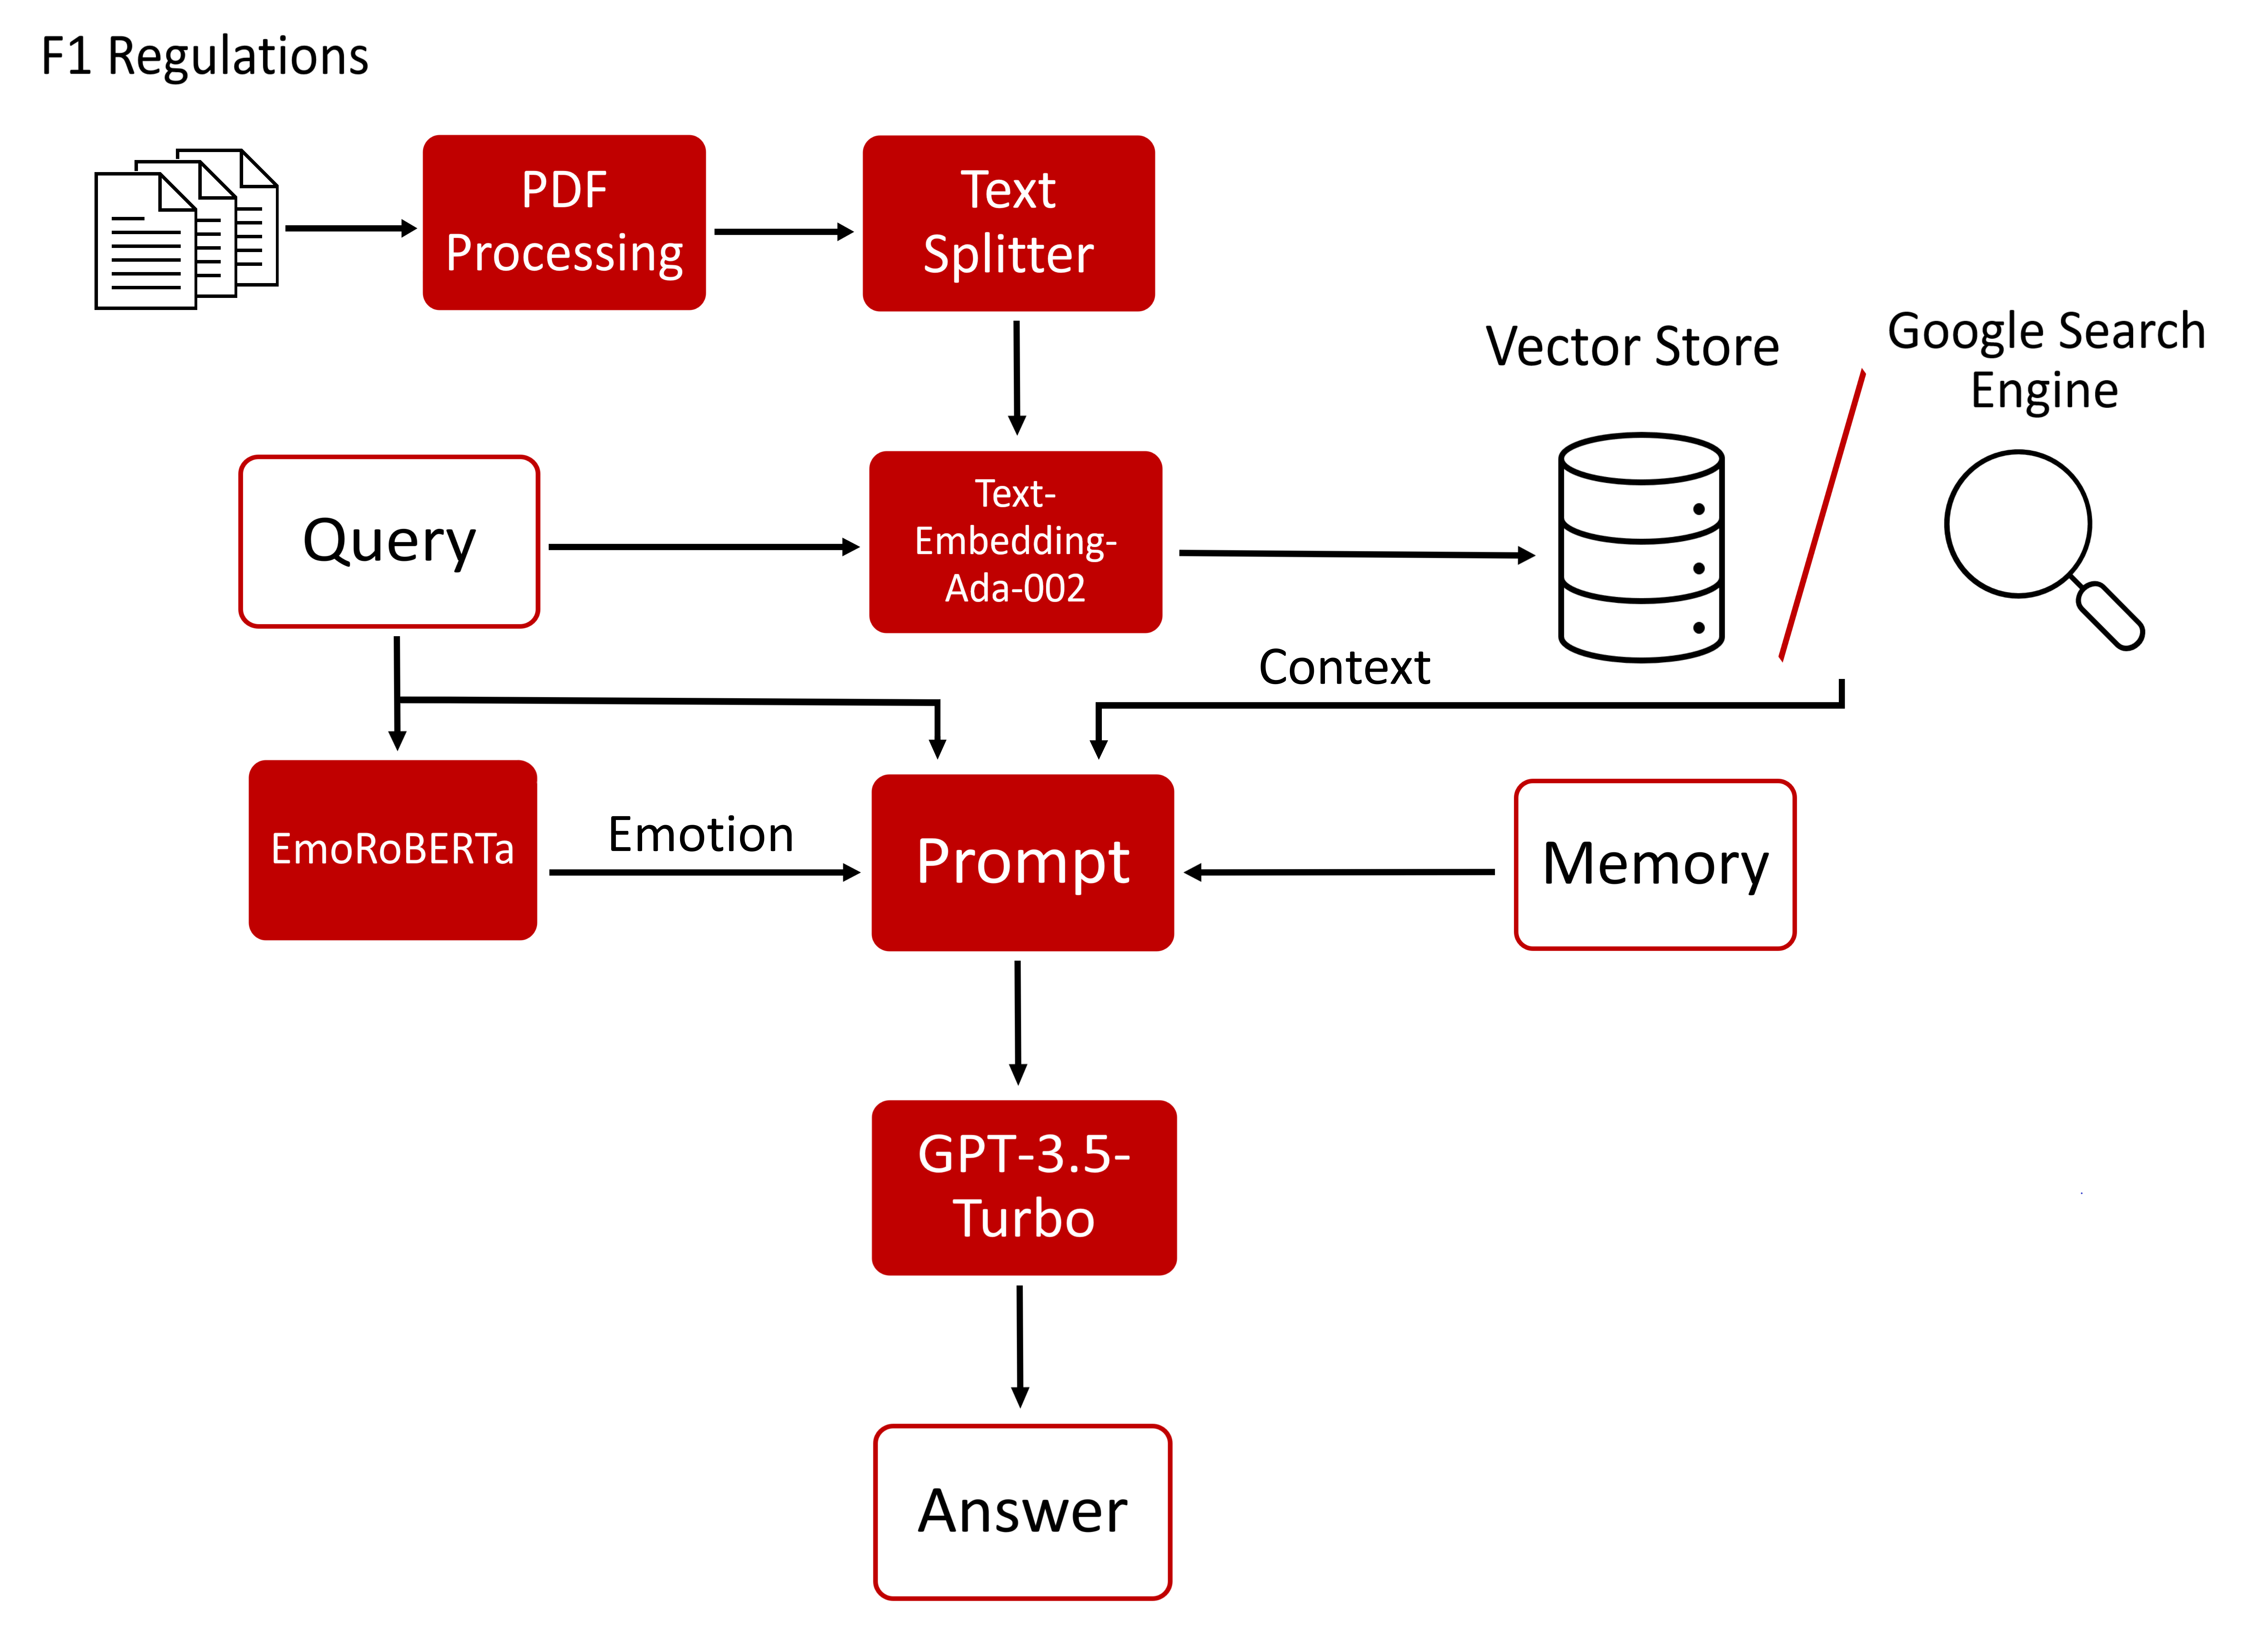 F1 Regulations
PDF
Processing
Text
Splitter
Vector Store
Google Search
Engine
Query
Text-
Embedding-
Ada-002
Context
EmoRoBERTa
Emotion
Prompt
Memory
GPT-3.5-
Turbo
Answer